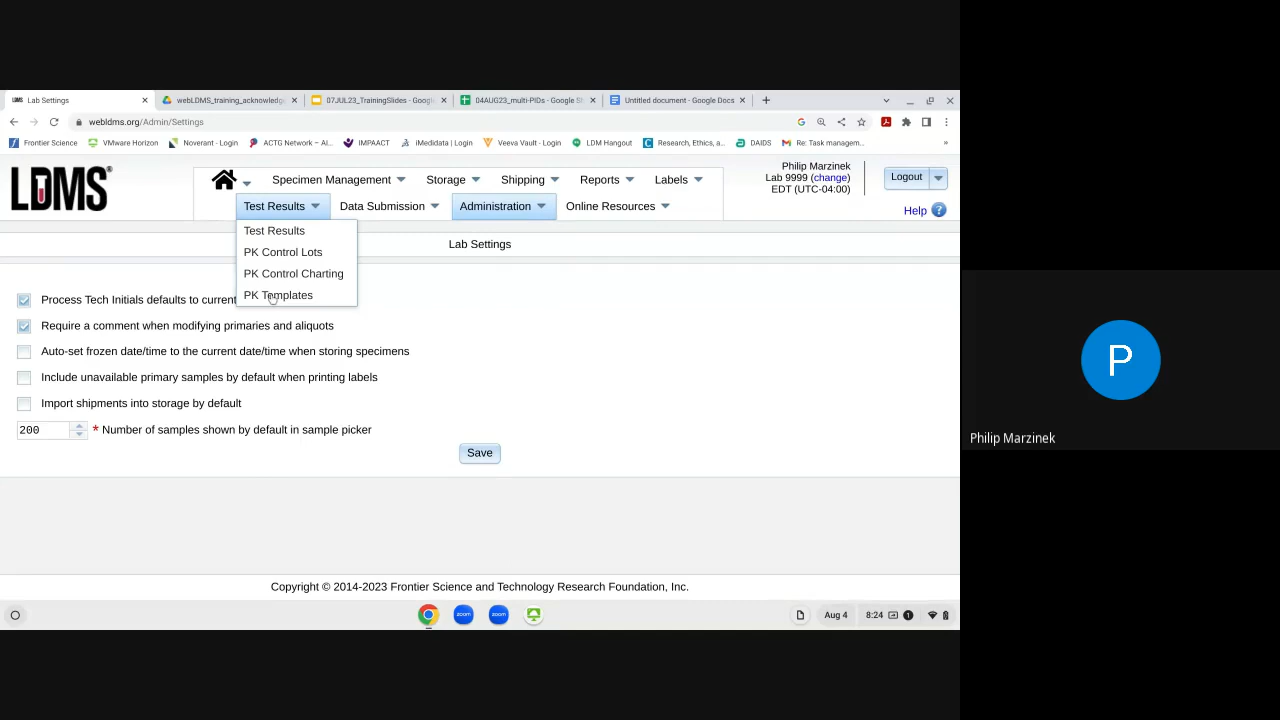 LDMS Lab Settings
webLDMS_training_acknowledg
07JUL23_TrainingSlides - Google
04AUG23_multi-PIDs - Google Sh
Untitled document - Google Docs
webldms.org/Admin/Settings
Frontier Science
VMware Horizon
Noverant · Login
ACTG Network – Al...
IMPAACT
iMedidata | Login
Veeva Vault - Login
LDM Hangout
Research, Ethics, a...
DAIDS
Re: Task managem...
»
LDMS®
Specimen Management
Storage
Shipping
Reports
Labels
Test Results
Data Submission
Administration
Online Resources
Philip Marzinek
Lab 9999 (change)
EDT (UTC-04:00)
Logout
Help ?
Test Results
PK Control Lots
PK Control Charting
PK Templates
Lab Settings
Process Tech Initials defaults to current
Require a comment when modifying primaries and aliquots
Auto-set frozen date/time to the current date/time when storing specimens
Include unavailable primary samples by default when printing labels
Import shipments into storage by default
200 * Number of samples shown by default in sample picker
Save
Copyright © 2014-2023 Frontier Science and Technology Research Foundation, Inc.
zoom
zoom
Aug 4
8:24
1
P
Philip Marzinek